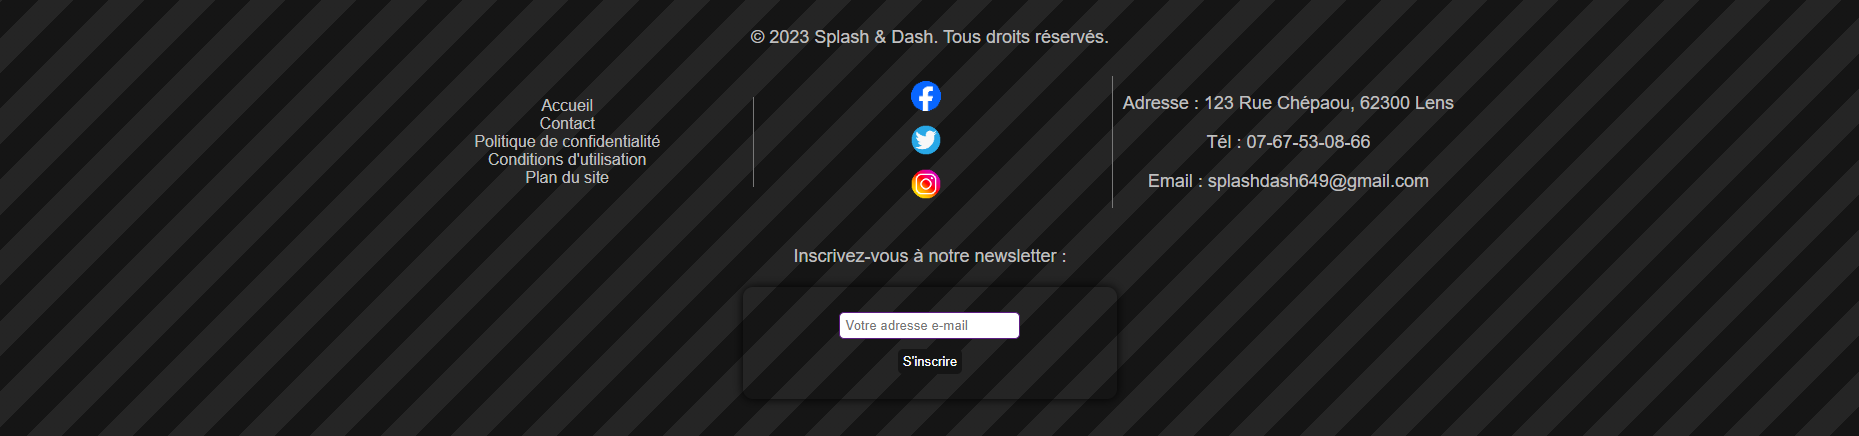 © 2023 Splash & Dash. Tous droits réservés.
Accueil
Contact
Politique de confidentialité
Conditions d'utilisation
Plan du site
Adresse : 123 Rue Chépaou, 62300 Lens
Tél : 07-67-53-08-66
Email : splashdash649@gmail.com
Inscrivez-vous à notre newsletter :
Votre adresse e-mail
S'inscrire